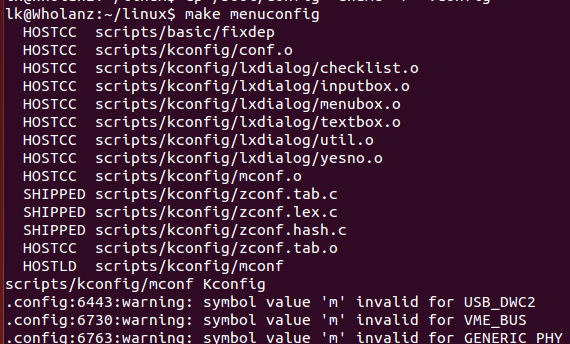 lk@Wholanz:~/linux$ make menuconfig
HOSTCC scripts/basic/fixdep
HOSTCC scripts/kconfig/conf.o
HOSTCC scripts/kconfig/lxdialog/checklist.o
HOSTCC scripts/kconfig/lxdialog/inputbox.o
HOSTCC scripts/kconfig/lxdialog/menubox.o
HOSTCC scripts/kconfig/lxdialog/textbox.o
HOSTCC scripts/kconfig/lxdialog/util.o
HOSTCC scripts/kconfig/lxdialog/yesno.o
HOSTCC scripts/kconfig/mconf.o
SHIPPED scripts/kconfig/zconf.tab.c
SHIPPED scripts/kconfig/zconf.lex.c
SHIPPED scripts/kconfig/zconf.hash.c
HOSTCC scripts/kconfig/zconf.tab.o
HOSTLD scripts/kconfig/mconf
scripts/kconfig/mconf Kconfig
.config:6443:warning: symbol value 'm' invalid for USB_DWC2
.config:6730:warning: symbol value 'm' invalid for VME_BUS
.config:6763:warning: symbol value 'm' invalid for GENERIC_PHY